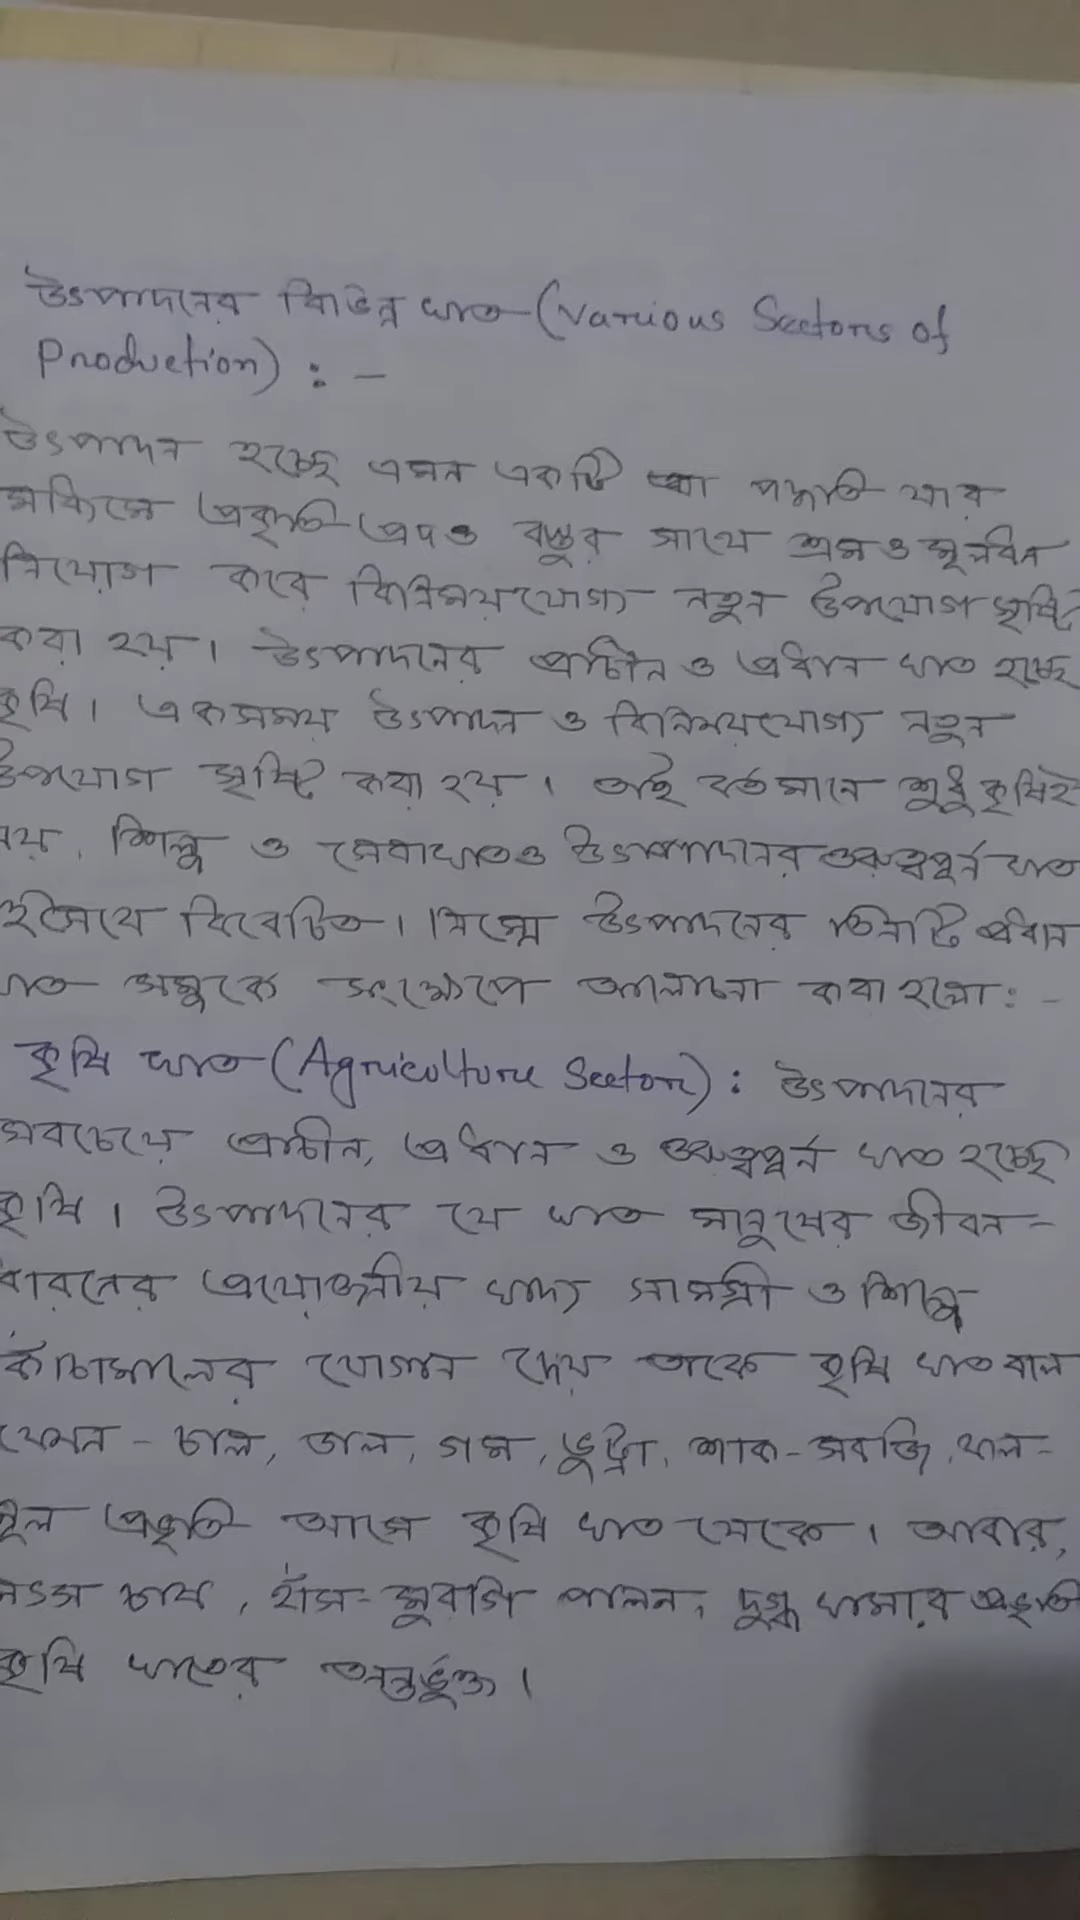 উৎপাদনের বিভিন্ন খাত (Various Sectors of
Production) : -
উৎপাদন হচ্ছে এমন একটি পদ্ধতি যার
প্রকৃতি প্রদত্ত বস্তুর সাথে শ্রম ও মূলধন
নিয়োগ করে বিনিময়যোগ্য নতুন উপযোগ সৃষ্টি
করা হয়। উৎপাদনের প্রাচীন ও প্রধান খাত হচ্ছে
কৃষি। একসময় উৎপাদন ও বিনিময়যোগ্য নতুন
উপযোগ সৃষ্টি করা হয়। তাই বর্তমানে শুধু কৃষিই
নয়, শিল্প ও সেবাখাতও উৎপাদনের গুরুত্বপূর্ন খাত
হিসেবে বিবেচিত। নিম্মে উৎপাদনের তিনটি প্রধান
খাত সংক্ষেপে আলোচনা করা হলো : -
কৃষি খাত (Agriculture Sector) : উৎপাদনের
সবচেয়ে প্রাচীন, প্রধান ও গুরুত্বপূর্ন খাত হচ্ছে
কৃষি। উৎপাদনের যে খাত মানুষের জীবন-
ধারনের প্রয়োজনীয় খাদ্য সামগ্রী ও শিল্পে
কাঁচামালের যোগান দেয় তাকে কৃষি খাত বলে
যেমন - চাল, ডাল, গম, ভুট্টা, শাক-সবজি, ফল-
মূল প্রভৃতি আসে কৃষি খাত থেকে। আবার,
মৎস চাষ, হাঁস-মুরগি পালন, দুগ্ধ খামার প্রভৃতি
কৃষি খাতের অন্তর্ভুক্ত।